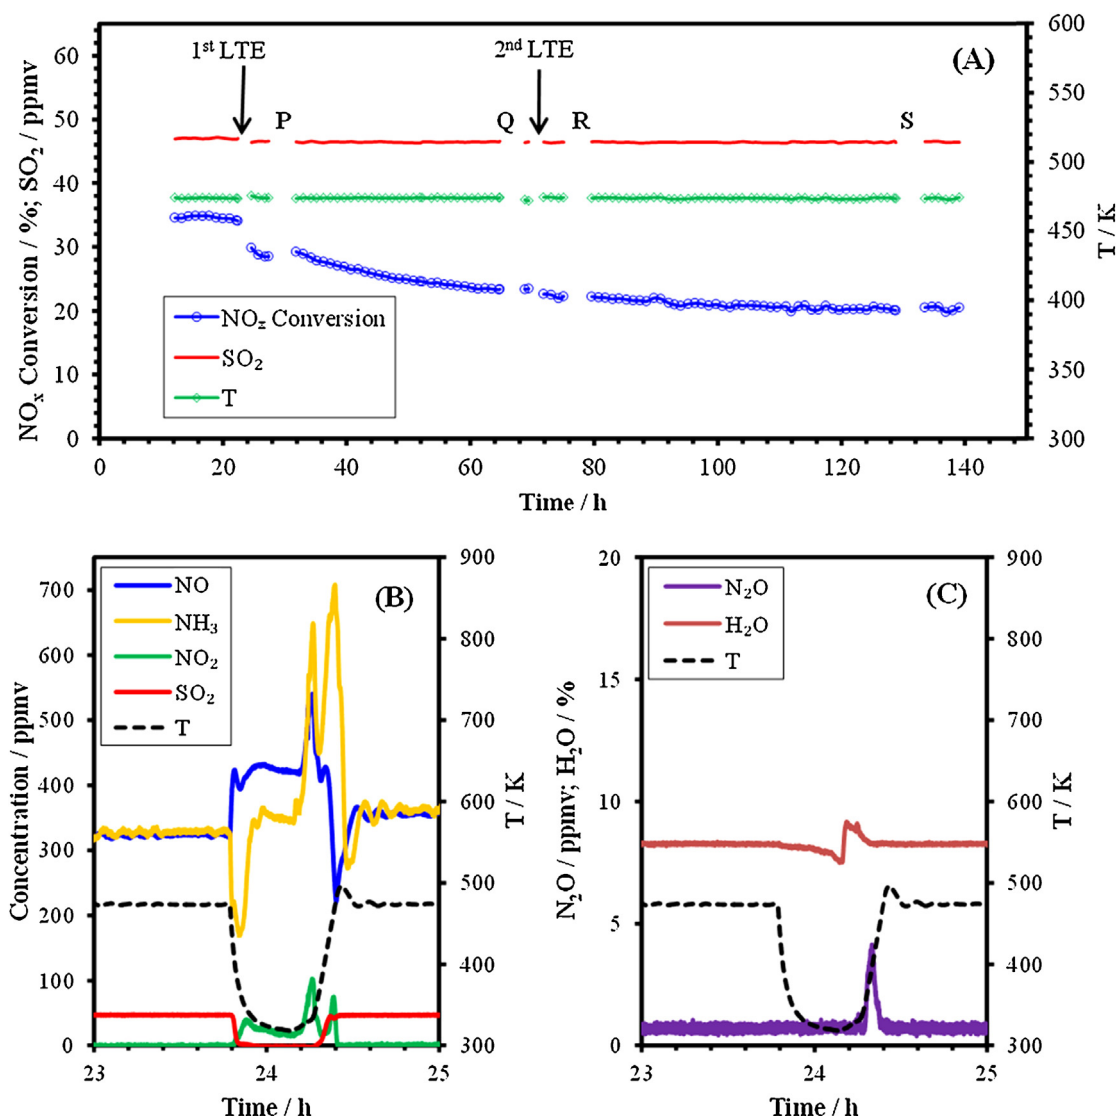 (A)
1st LTE
2nd LTE
P
Q
R
S
NOx Conversion / %; SO2 / ppmv
60
50
40
30
20
10
0
600
550
500
450
400
350
300
T / K
NOx Conversion
SO2
T
0 20 40 60 80 100 120 140
Time / h
(B)
NO
NH3
NO2
SO2
T
Concentration / ppmv
700
600
500
400
300
200
100
0
900
800
700
600
500
400
300
T / K
23 24 25
Time / h
(C)
N2O
H2O
T
N2O / ppmv; H2O / %
20
15
10
5
0
900
800
700
600
500
400
300
T / K
23 24 25
Time / h